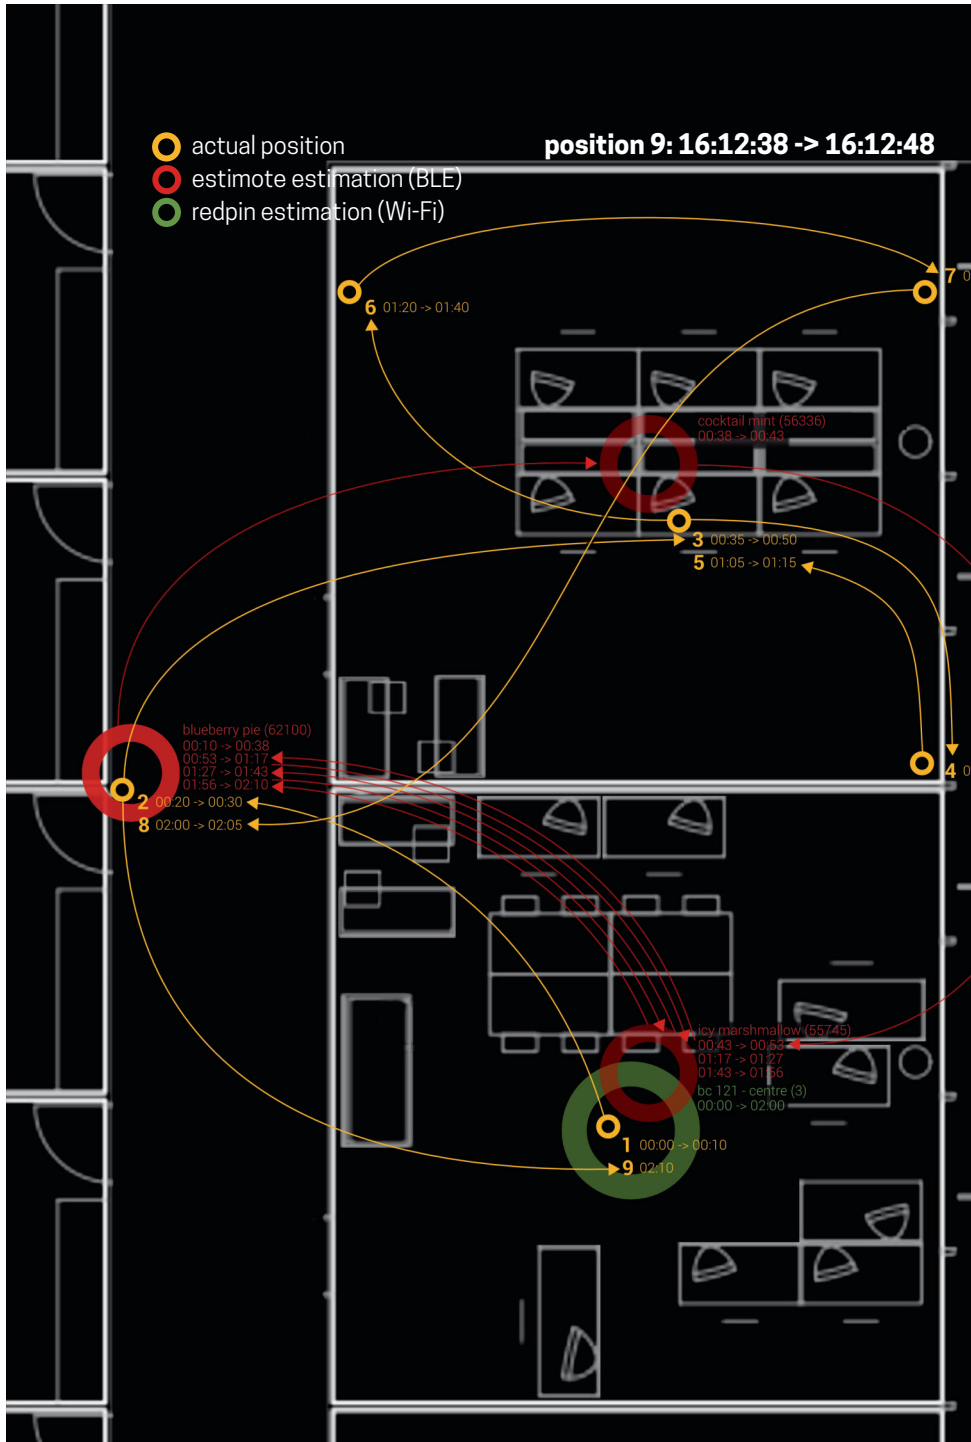 actual position
position 9: 16:12:38 -> 16:12:48
estimote estimation (BLE)
redpin estimation (Wi-Fi)
7 0
6 01:20 -> 01:40
cocktail mint (56336)
00:38 -> 00:43
3 00:35 -> 00:50
5 01:05 -> 01:15
blueberry pie (62100)
00:10 -> 00:38
00:53 -> 01:17
01:27 -> 01:43
01:56 -> 02:10
4 0
2 00:20 -> 00:30
8 02:00 -> 02:05
icy marshmallow (55745)
00:43 -> 00:53
01:17 -> 01:27
01:43 -> 01:56
bc 121 - centre (3)
00:00 -> 02:00
1 00:00 -> 00:10
9 02:10